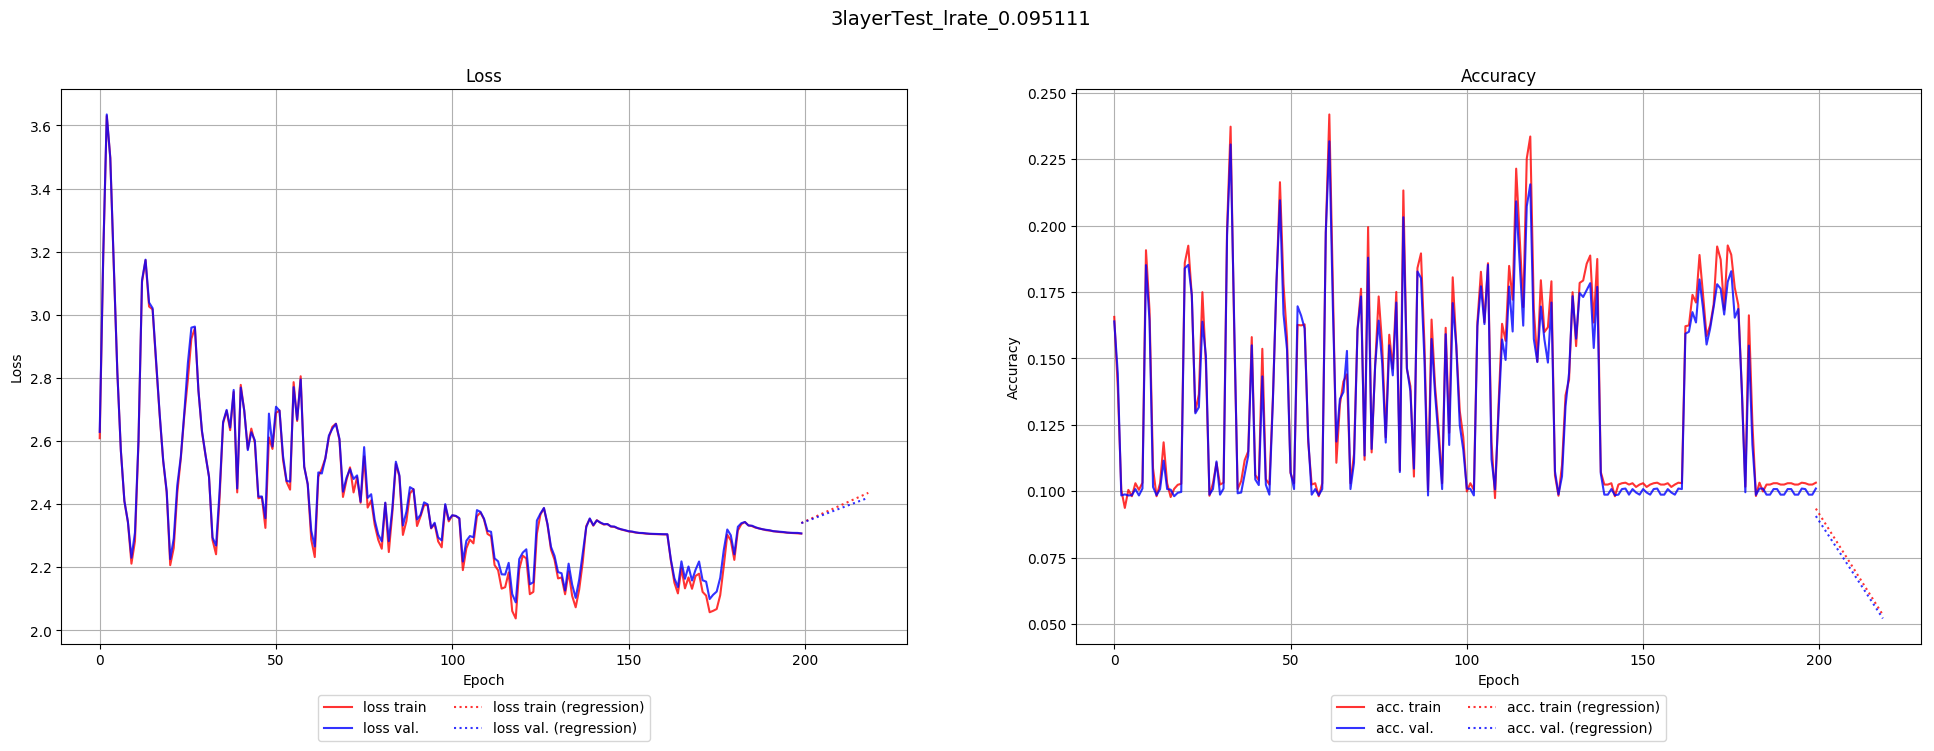 3layerTest_lrate_0.095111
Loss
Loss
3.6
3.4
3.2
3.0
2.8
2.6
2.4
2.2
2.0
0 50 100 150 200
Epoch
loss train
loss val.
loss train (regression)
loss val. (regression)
Accuracy
Accuracy
0.250
0.225
0.200
0.175
0.150
0.125
0.100
0.075
0.050
0 50 100 150 200
Epoch
acc. train
acc. val.
acc. train (regression)
acc. val. (regression)